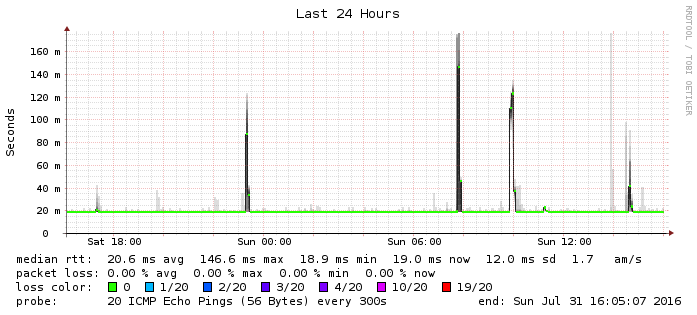 Last 24 Hours
RRDTOOL / TOBI OETIKER
Seconds
160 m
140 m
120 m
100 m
80 m
60 m
40 m
20 m
0
Sat 18:00 Sun 00:00 Sun 06:00 Sun 12:00
median rtt: 20.6 ms avg 146.6 ms max 18.9 ms min 19.0 ms now 12.0 ms sd 1.7 am/s
packet loss: 0.00 % avg 0.00 % max 0.00 % min 0.00 % now
loss color: 0 1/20 2/20 3/20 4/20 10/20 19/20
probe: 20 ICMP Echo Pings (56 Bytes) every 300s end: Sun Jul 31 16:05:07 2016